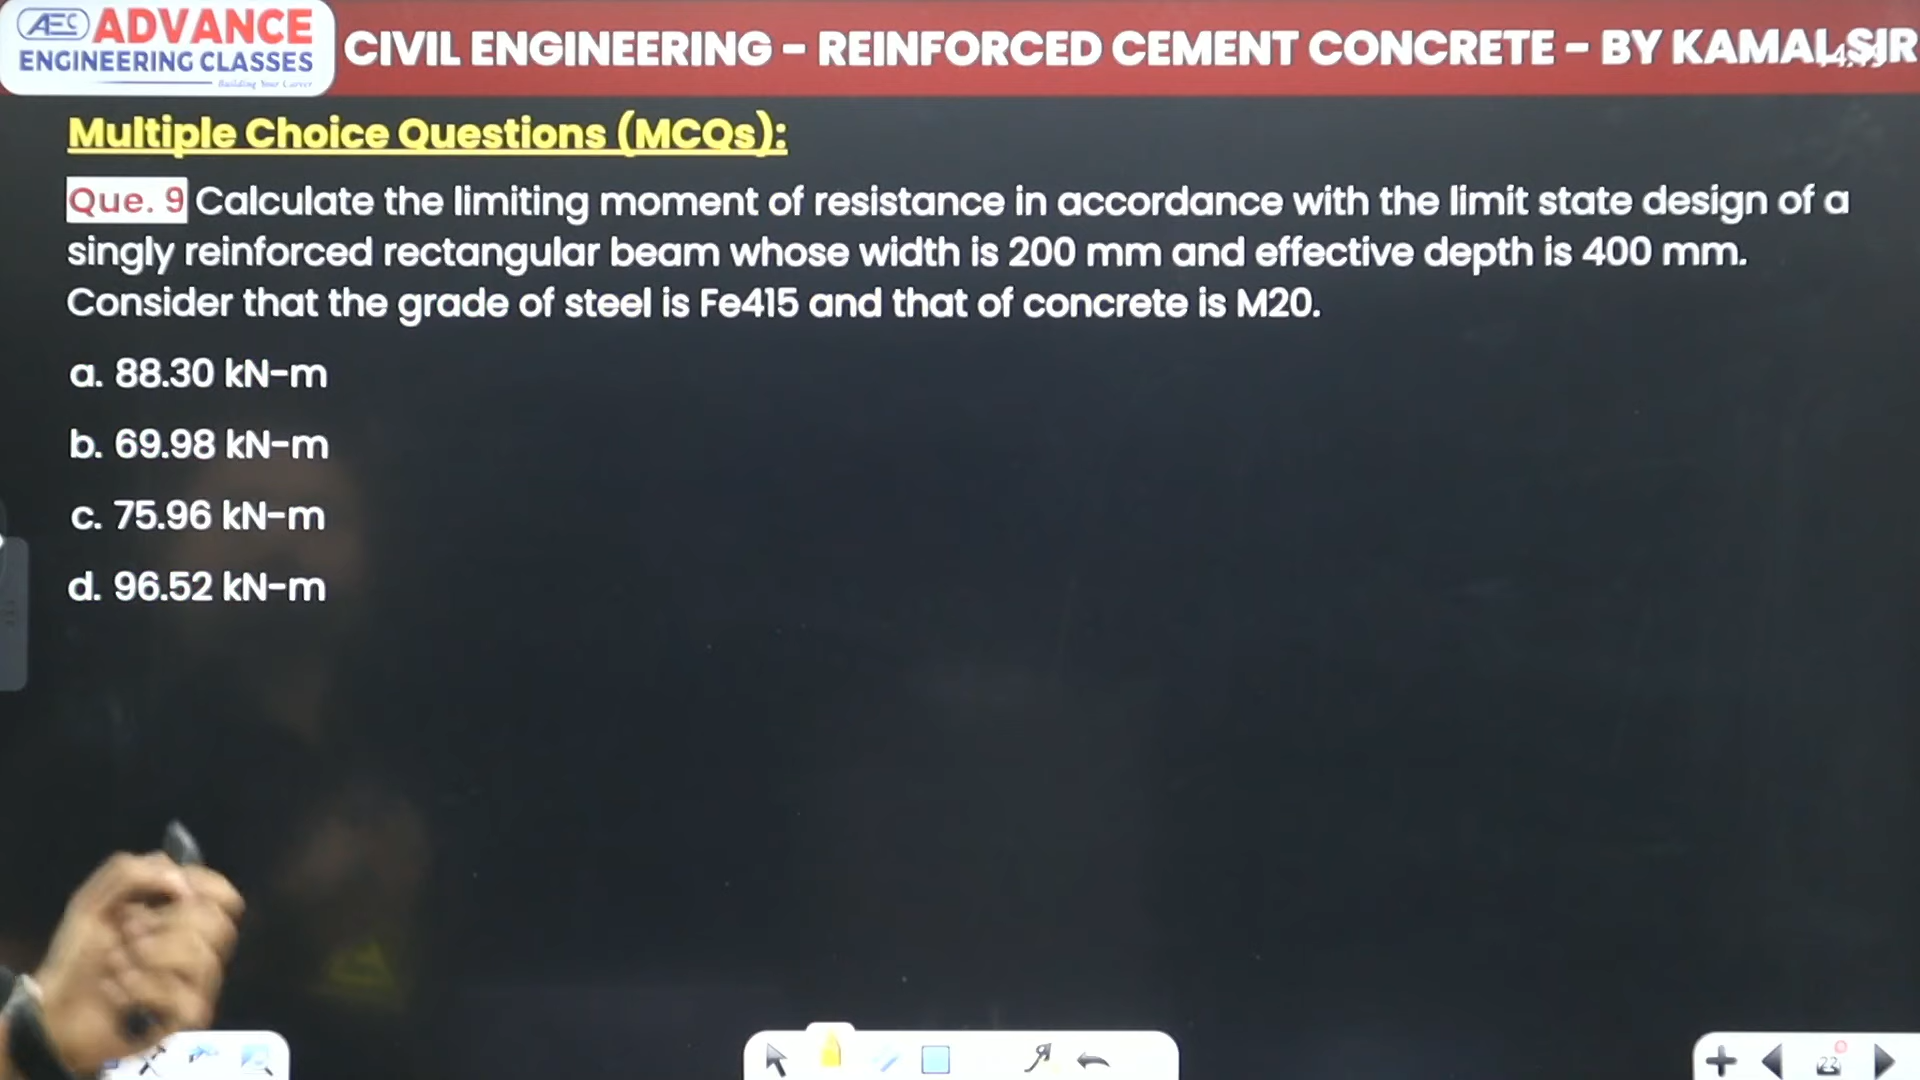 AEC ADVANCE
ENGINEERING CLASSES
Building Your Career
CIVIL ENGINEERING - REINFORCED CEMENT CONCRETE - BY KAMAL SIR
Multiple Choice Questions (MCQs):
Que. 9 Calculate the limiting moment of resistance in accordance with the limit state design of a
singly reinforced rectangular beam whose width is 200 mm and effective depth is 400 mm.
Consider that the grade of steel is Fe415 and that of concrete is M20.
a. 88.30 kN-m
b. 69.98 kN-m
c. 75.96 kN-m
d. 96.52 kN-m